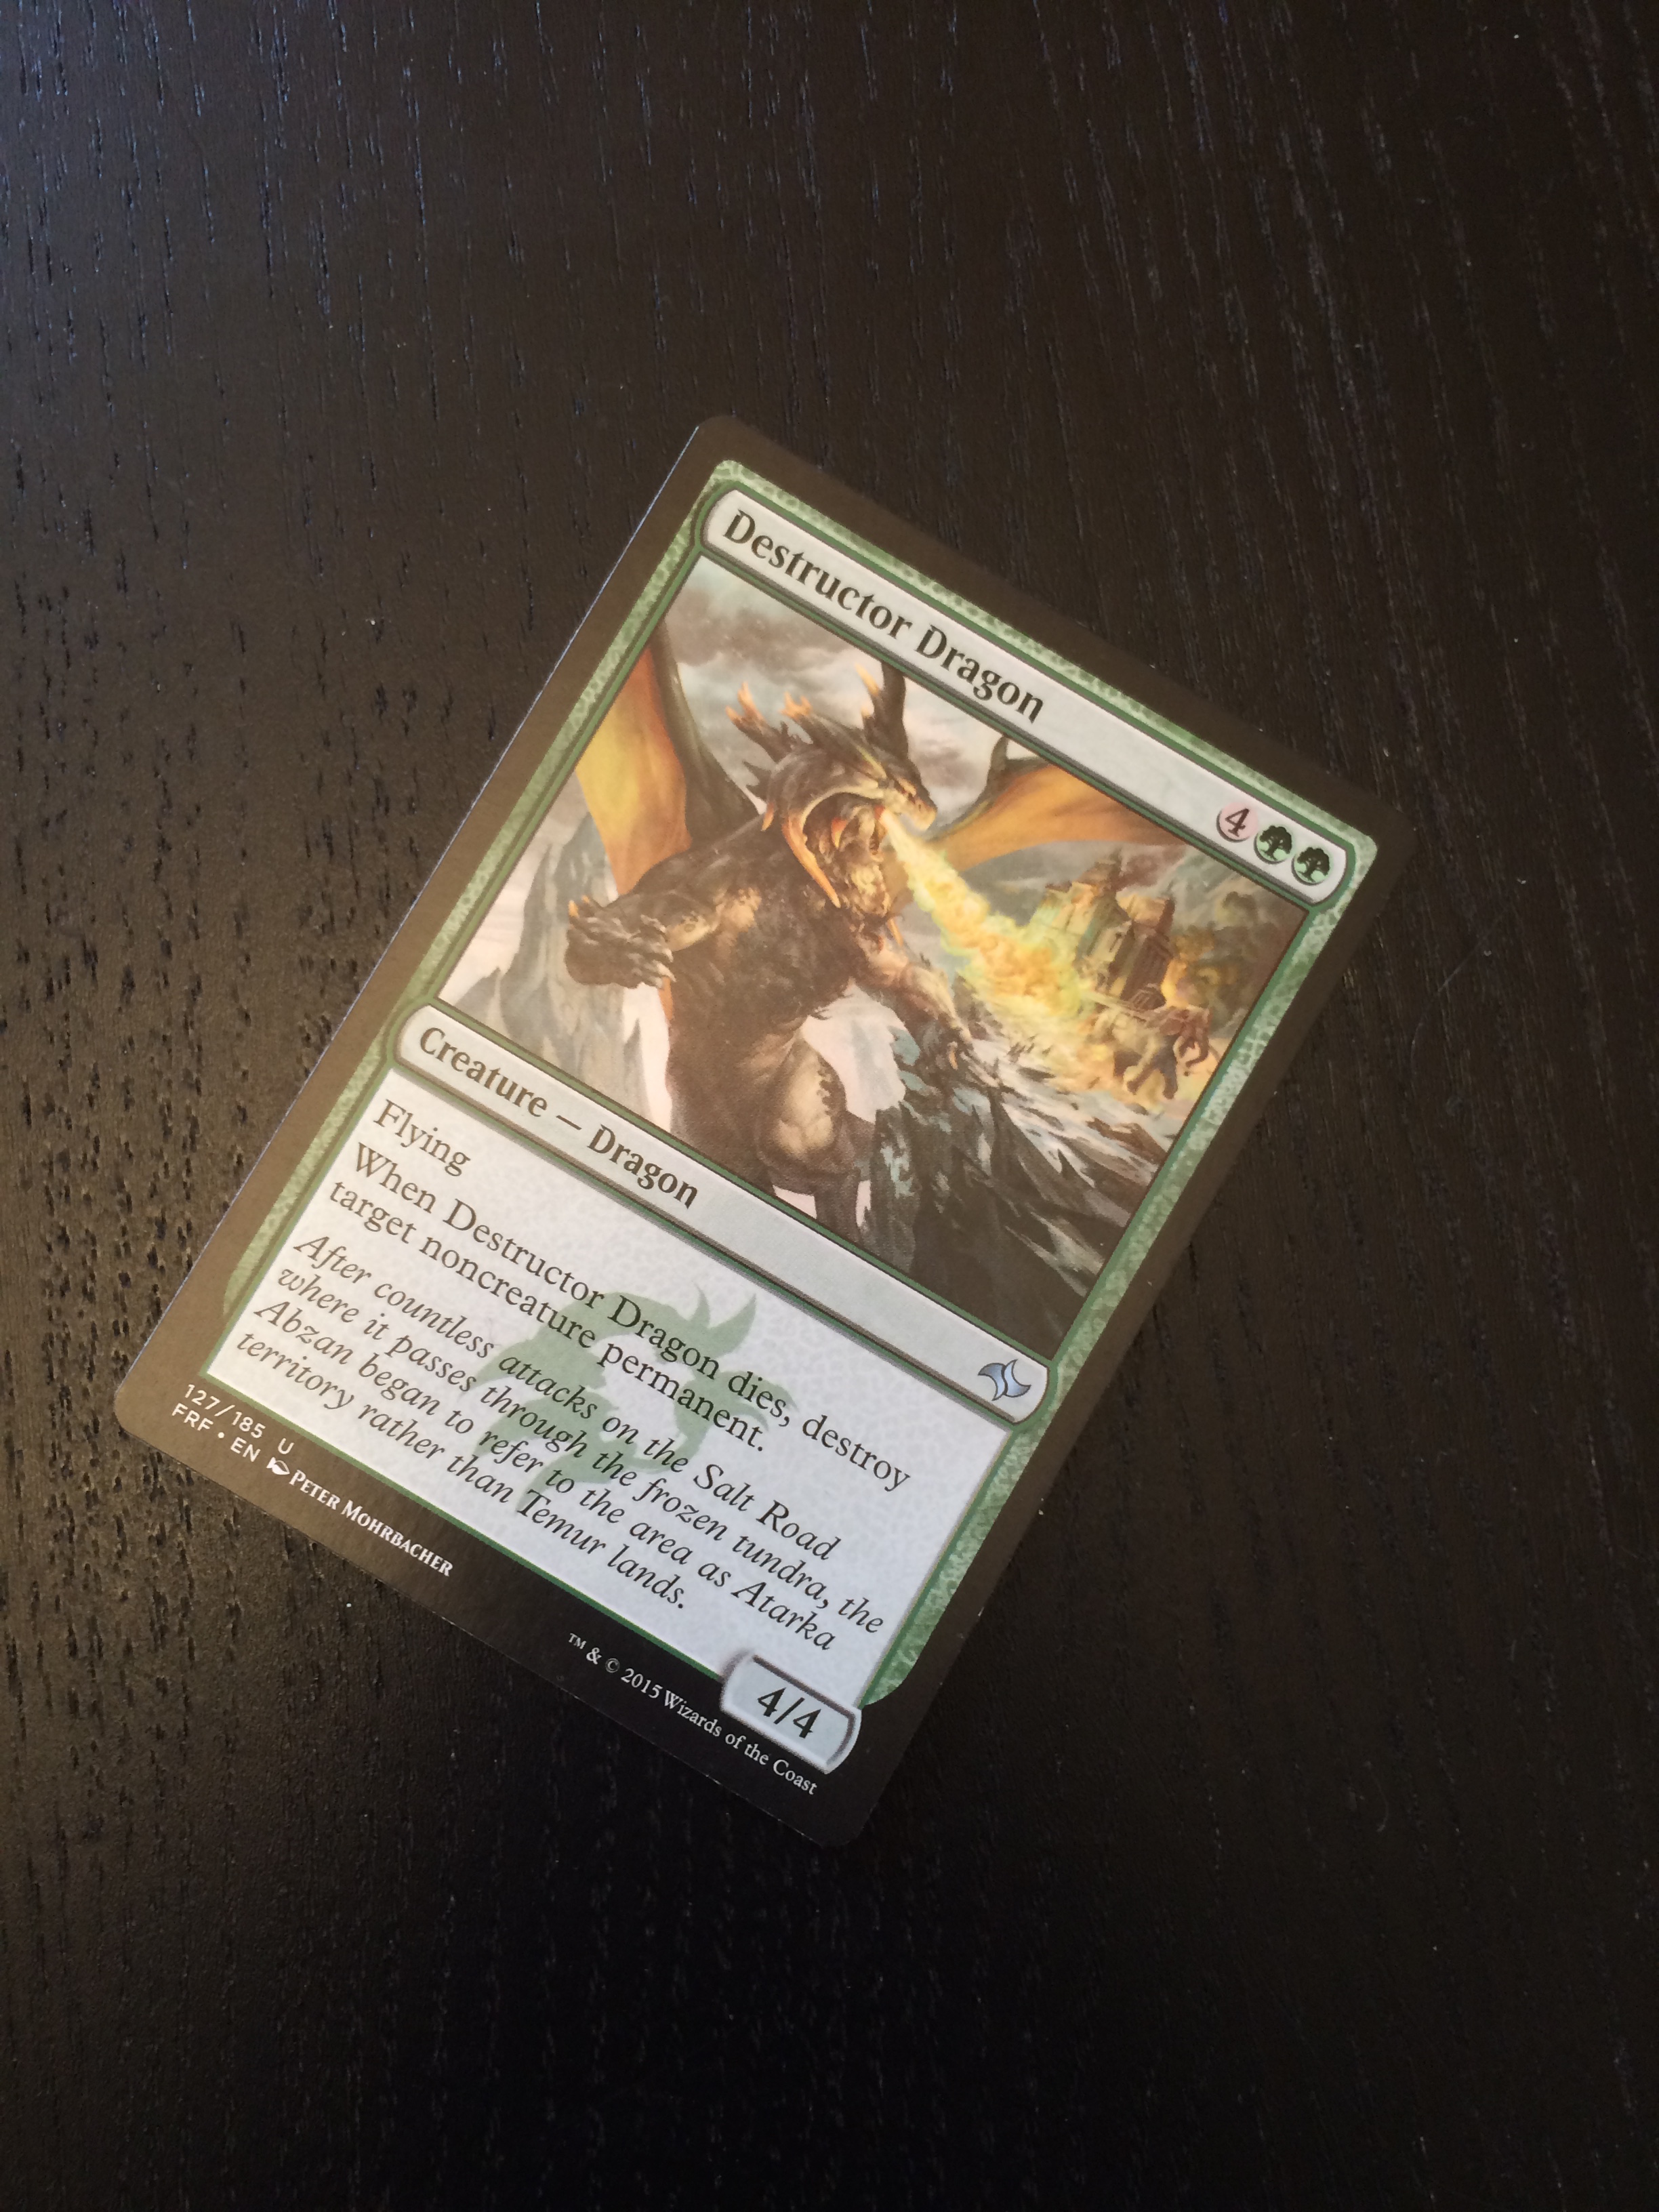 Destructor Dragon 4
Creature — Dragon
Flying
When Destructor Dragon dies, destroy
target noncreature permanent.
After countless attacks on the Salt Road
where it passes through the frozen tundra, the
Abzan began to refer to the area as Atarka
territory rather than Temur lands.
4/4
127/185 U
FRF • EN PETER MOHRBACHER
™ & © 2015 Wizards of the Coast